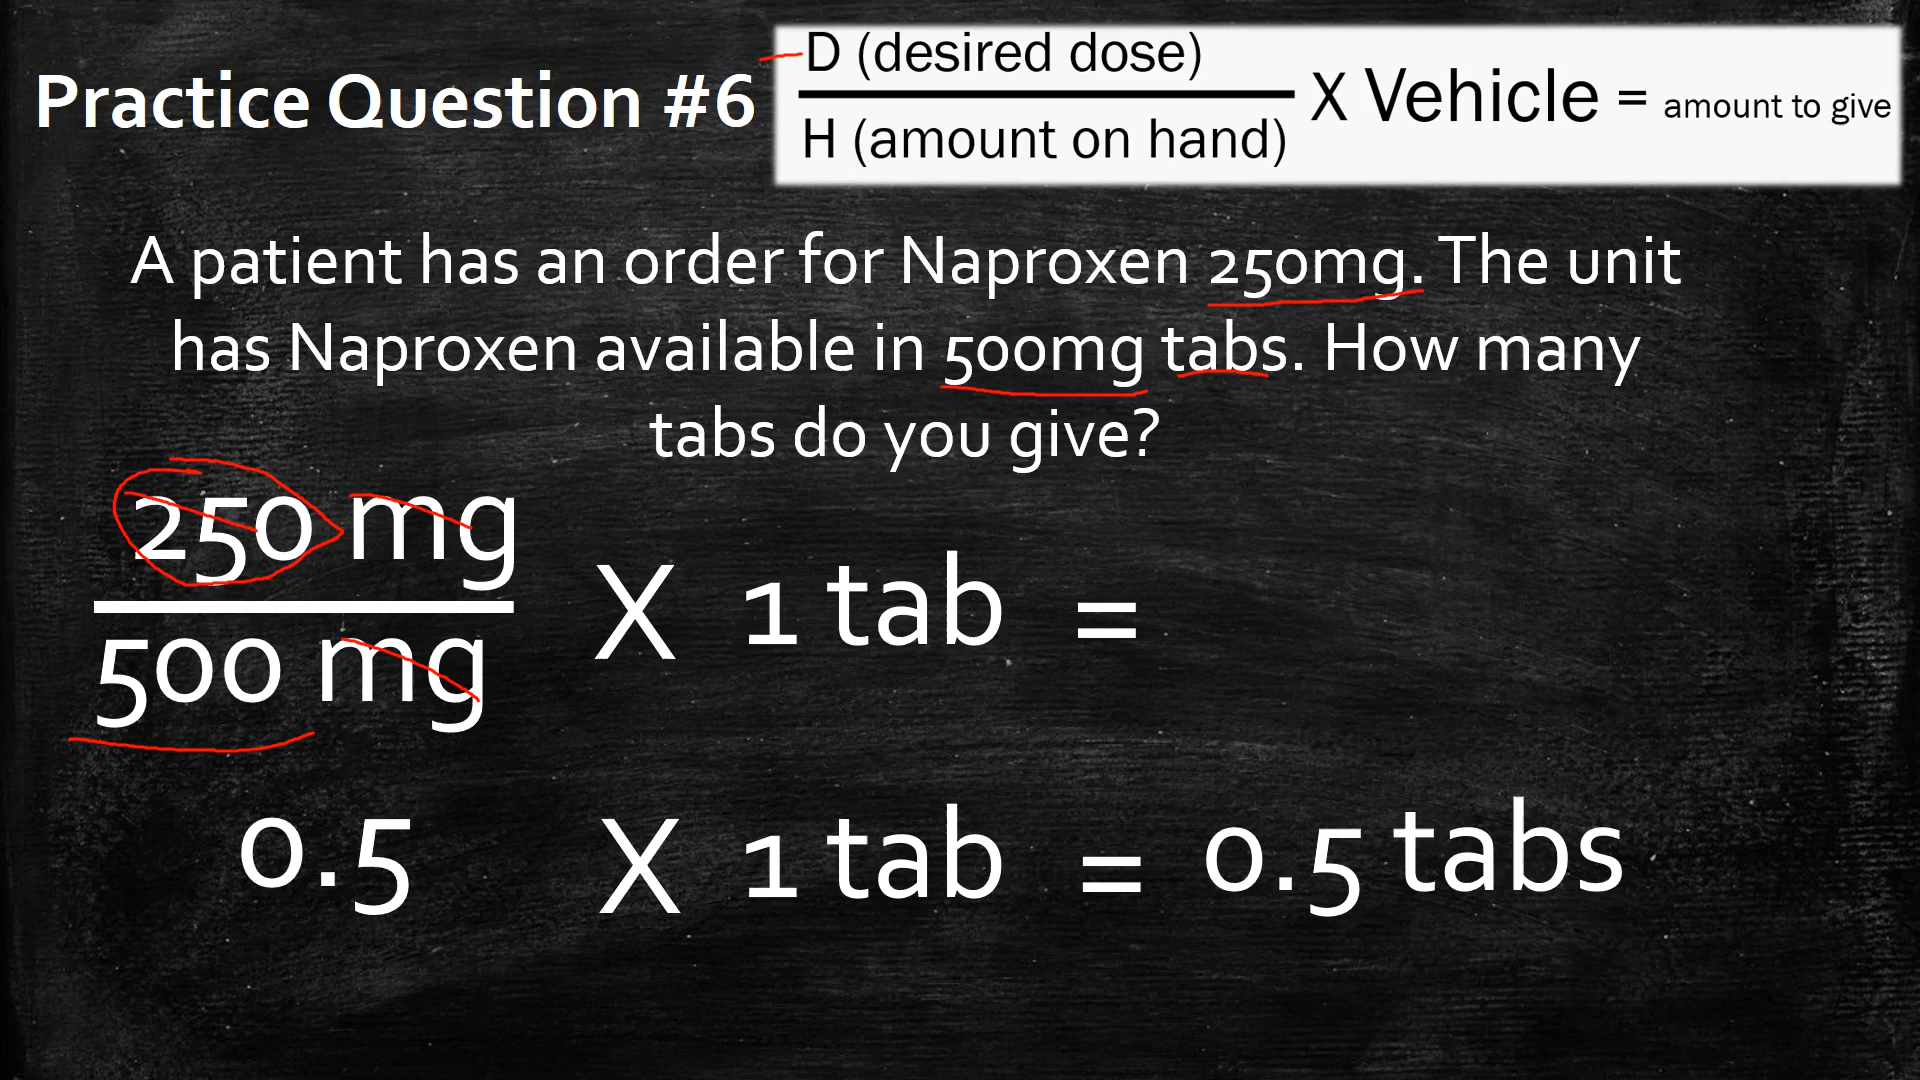 Practice Question #6
D (desired dose)
H (amount on hand)
X Vehicle = amount to give
A patient has an order for Naproxen 250mg. The unit
has Naproxen available in 500mg tabs. How many
tabs do you give?
250 mg
500 mg
X 1 tab =
0.5 X 1 tab = 0.5 tabs